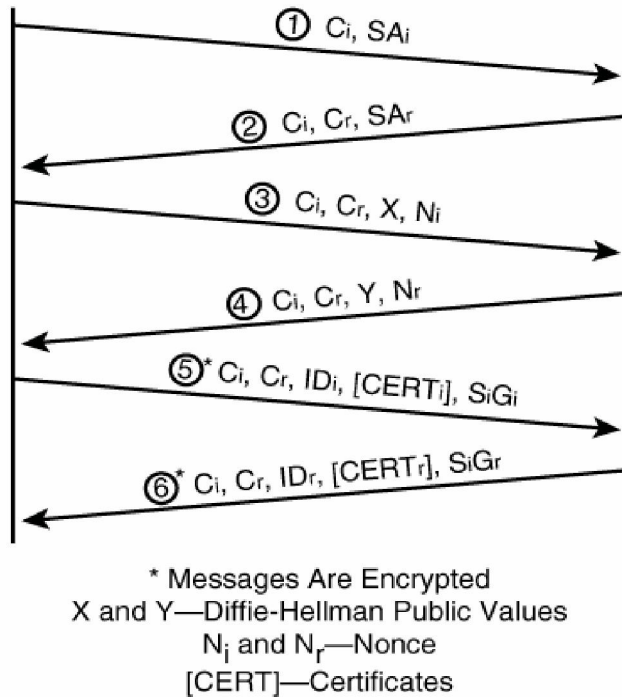 ① Ci, SAi
② Ci, Cr, SAr
③ Ci, Cr, X, Ni
④ Ci, Cr, Y, Nr
⑤* Ci, Cr, IDi, [CERTi], SiGi
⑥* Ci, Cr, IDr, [CERTr], SiGr
* Messages Are Encrypted
X and Y—Diffie-Hellman Public Values
Ni and Nr—Nonce
[CERT]—Certificates